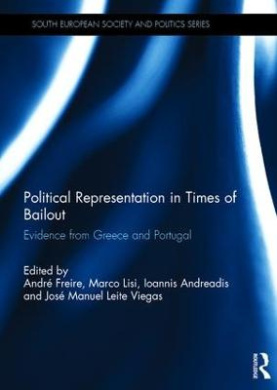 SOUTH EUROPEAN SOCIETY AND POLITICS SERIES
Political Representation in Times of
Bailout
Evidence from Greece and Portugal
Edited by
André Freire, Marco Lisi, Ioannis Andreadis
and José Manuel Leite Viegas
ROUTLEDGE